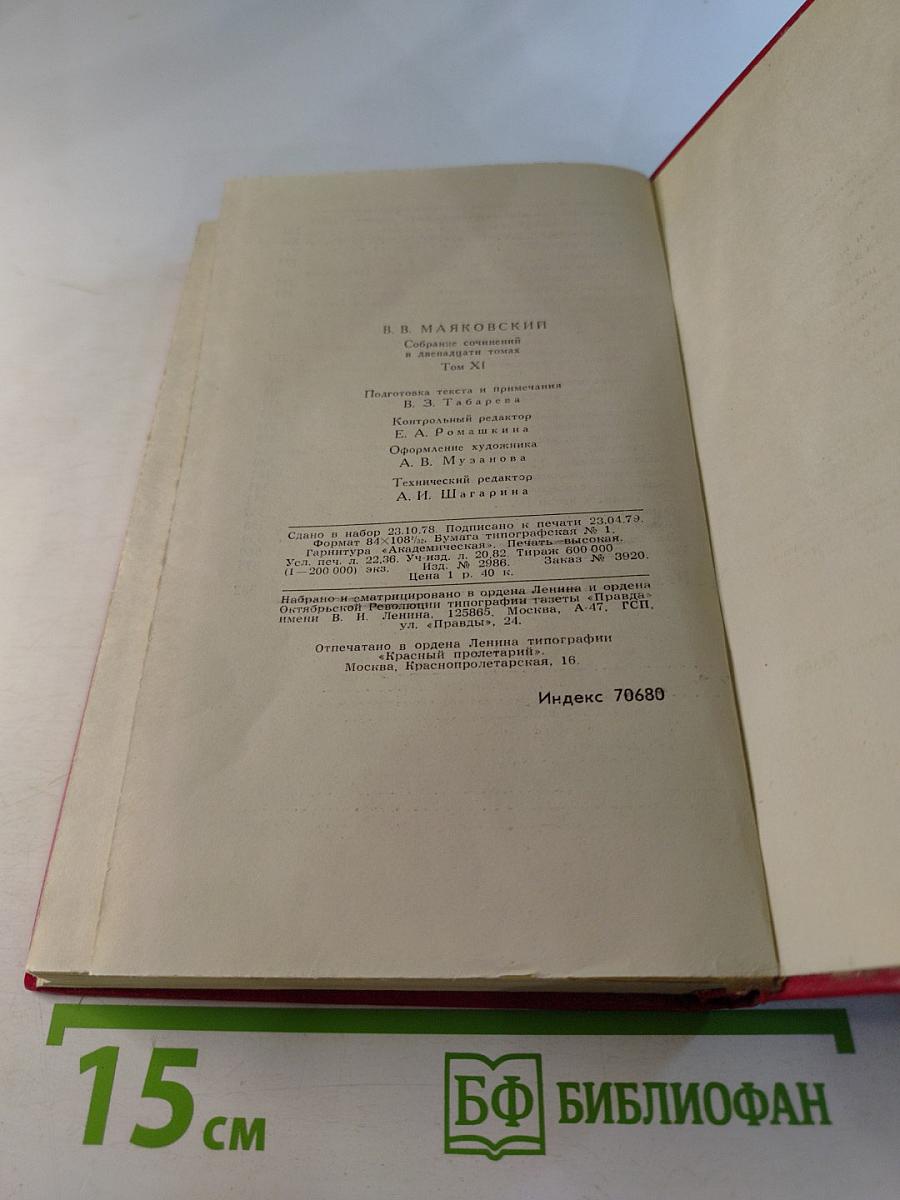 В. В. МАЯКОВСКИЙ
Собрание сочинений
в двенадцати томах
Том XI
Подготовка текста и примечания
В. З. Табарева
Контрольный редактор
Е. А. Ромашкина
Оформление художника
А. В. Музанова
Технический редактор
А. И. Шагарина
Сдано в набор 23.10.78. Подписано к печати 23.04.79.
Формат 84×108¹/₃₂. Бумага типографская № 1.
Гарнитура «Академическая». Печать высокая.
Усл. печ. л. 22,36. Уч-изд. л. 20,82. Тираж 600 000
(1—200 000) экз. Изд. № 2986. Заказ № 3920.
Цена 1 р. 40 к.
Набрано и сматрицировано в ордена Ленина и ордена
Октябрьской Революции типографии газеты «Правда»
имени В. И. Ленина, 125865, Москва, А-47, ГСП,
ул. «Правды», 24.
Отпечатано в ордена Ленина типографии
«Красный пролетарий».
Москва, Краснопролетарская, 16.
Индекс 70680
15 см
БФ БИБЛИОФАН